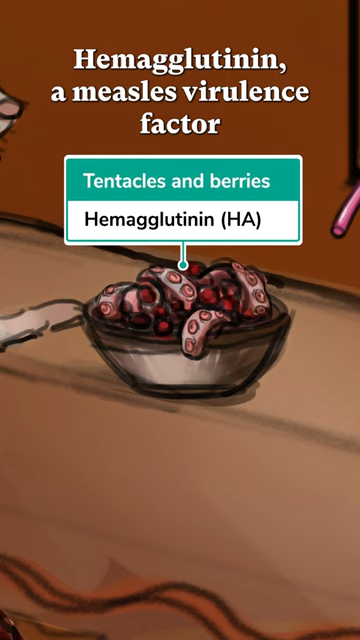 Hemagglutinin,
a measles virulence
factor
Tentacles and berries
Hemagglutinin (HA)